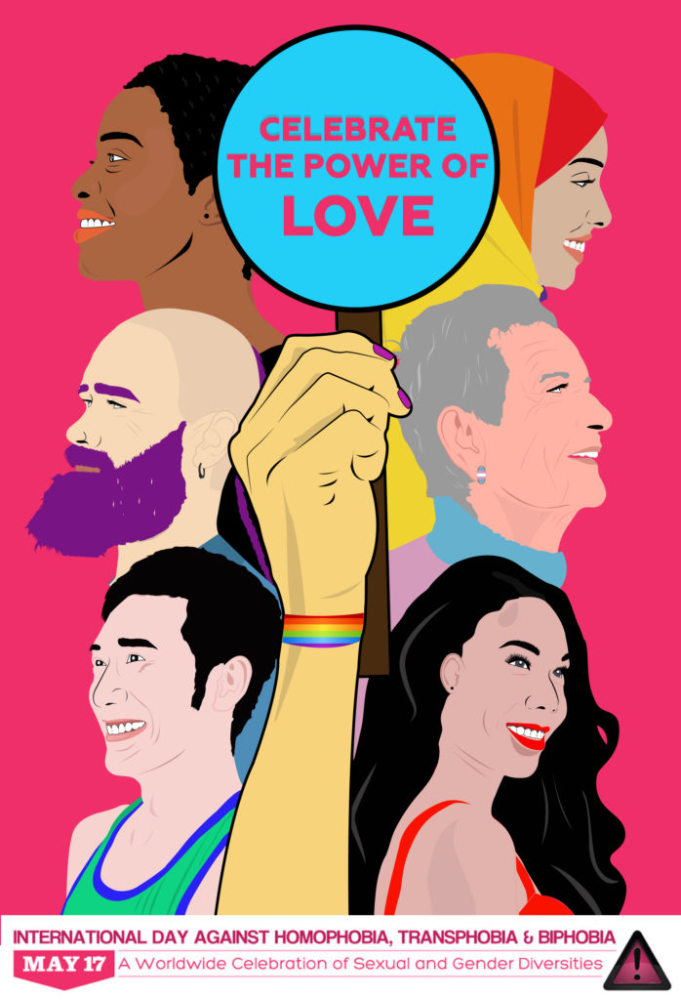 CELEBRATE
THE POWER OF
LOVE
INTERNATIONAL DAY AGAINST HOMOPHOBIA, TRANSPHOBIA & BIPHOBIA
MAY 17
A Worldwide Celebration of Sexual and Gender Diversities
!